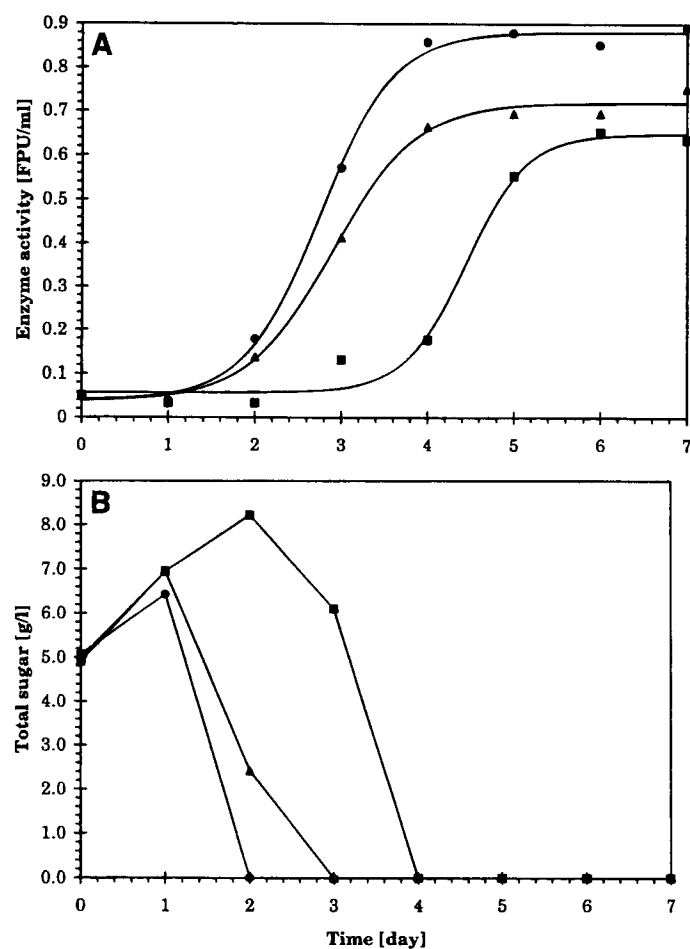 A
Enzyme activity [FPU/ml]
0.9
0.8
0.7
0.6
0.5
0.4
0.3
0.2
0.1
0
0 1 2 3 4 5 6 7
B
Total sugar [g/l]
9.0
8.0
7.0
6.0
5.0
4.0
3.0
2.0
1.0
0.0
0 1 2 3 4 5 6 7
Time [day]